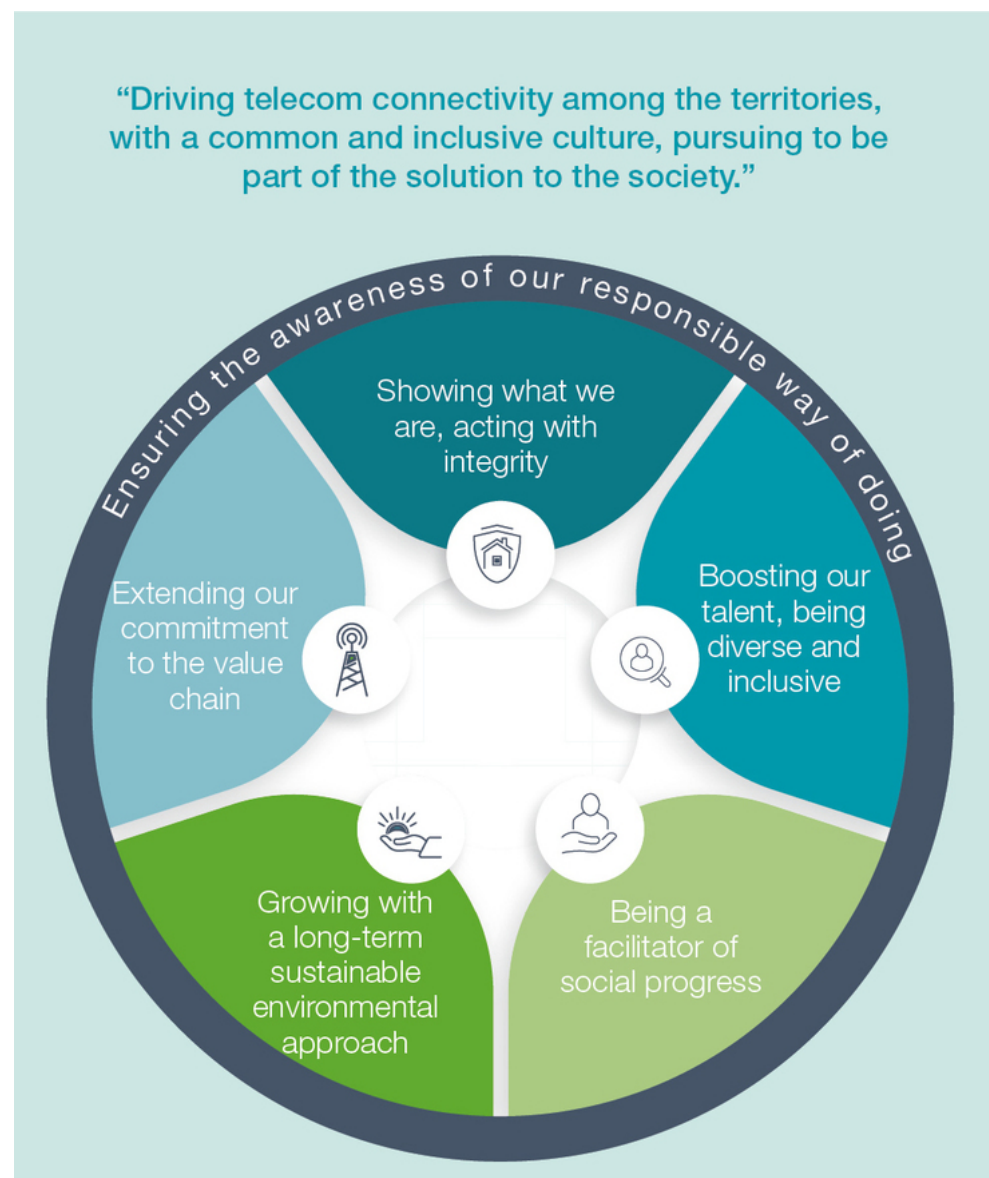 “Driving telecom connectivity among the territories,
with a common and inclusive culture, pursuing to be
part of the solution to the society.”
Ensuring the awareness of our responsible way of doing
Showing what we
are, acting with
integrity
Boosting our
talent, being
diverse and
inclusive
Being a
facilitator of
social progress
Growing with
a long-term
sustainable
environmental
approach
Extending our
commitment
to the value
chain